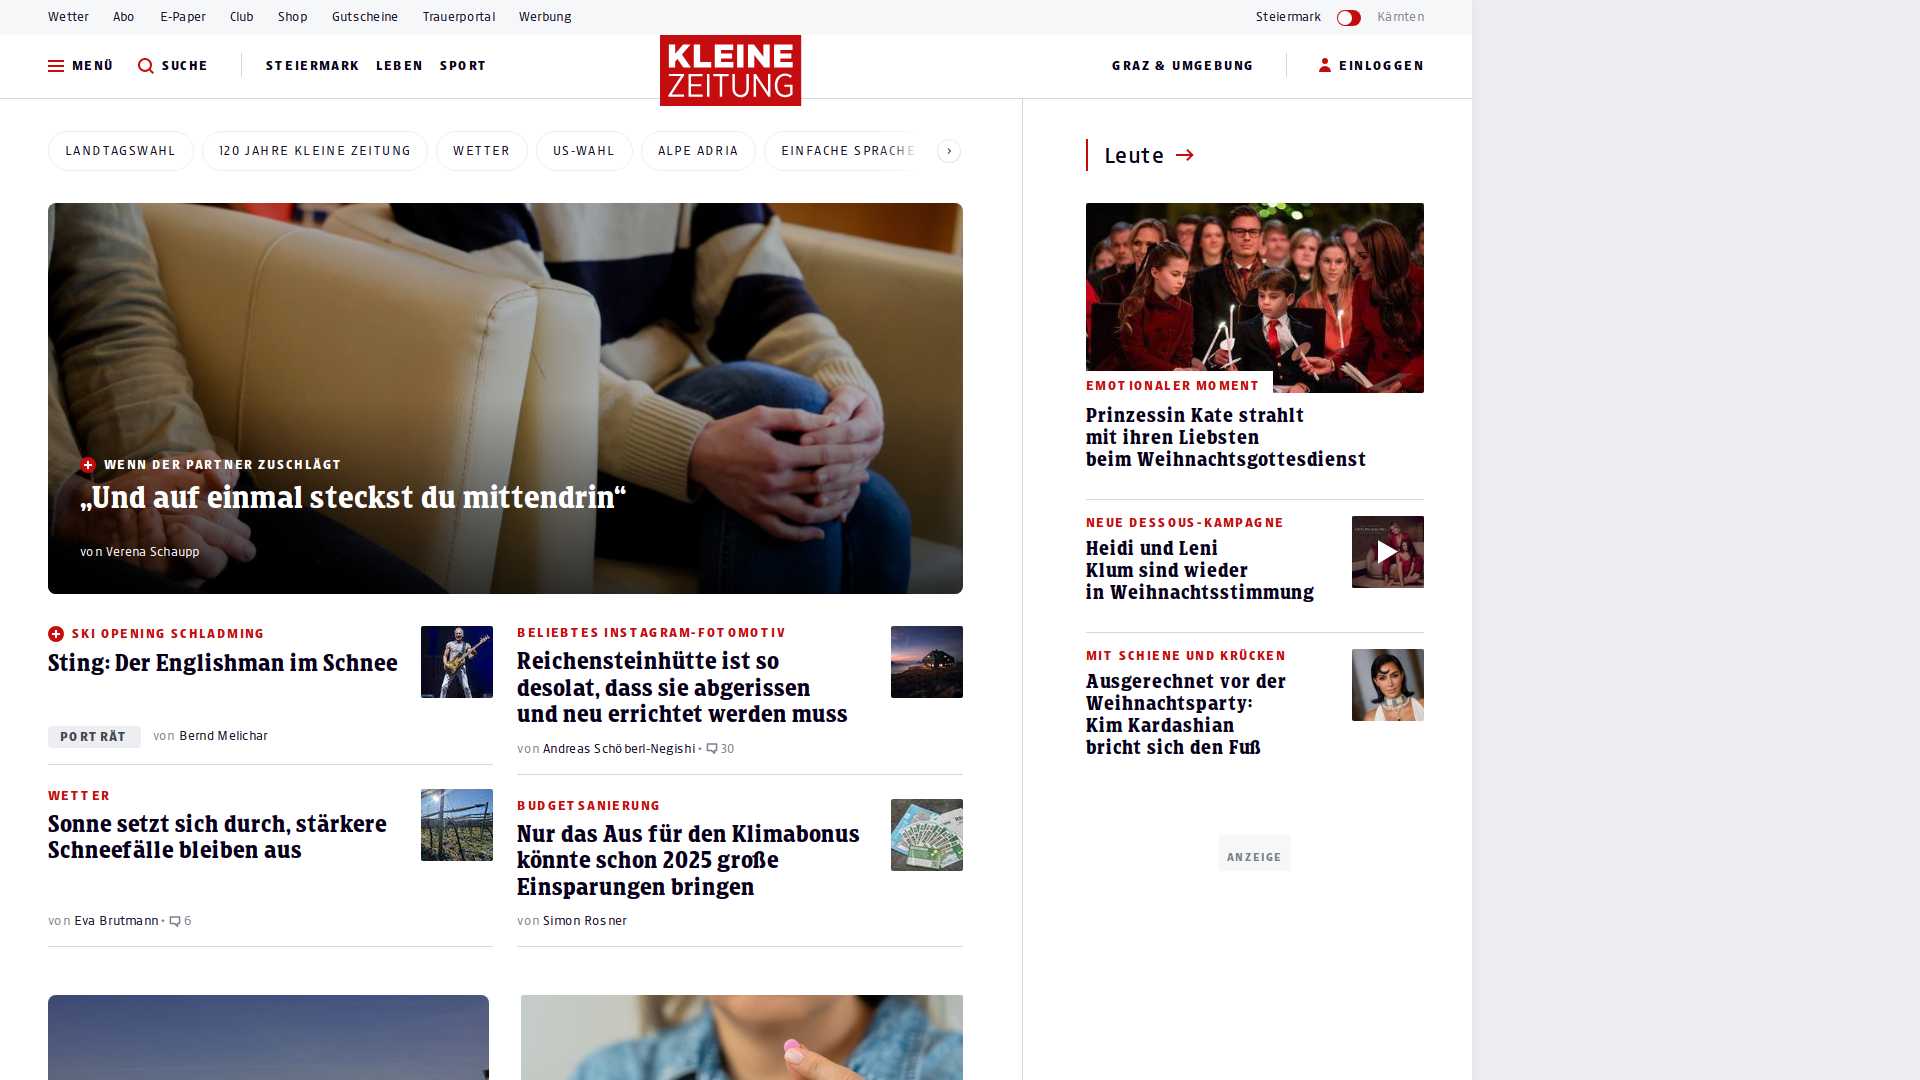 Wetter Abo E-Paper Club Shop Gutscheine Trauerportal Werbung Steiermark Kärnten
MENÜ SUCHE STEIERMARK LEBEN SPORT KLEINE ZEITUNG GRAZ & UMGEBUNG EINLOGGEN
LANDTAGSWAHL 120 JAHRE KLEINE ZEITUNG WETTER US-WAHL ALPE ADRIA EINFACHE SPRACHE
WENN DER PARTNER ZUSCHLÄGT
„Und auf einmal steckst du mittendrin“
von Verena Schaupp
SKI OPENING SCHLADMING
Sting: Der Englishman im Schnee
PORTRÄT von Bernd Melichar
BELIEBTES INSTAGRAM-FOTOMOTIV
Reichensteinhütte ist so
desolat, dass sie abgerissen
und neu errichtet werden muss
von Andreas Schöberl-Negishi • 30
WETTER
Sonne setzt sich durch, stärkere
Schneefälle bleiben aus
von Eva Brutmann • 6
BUDGETSANIERUNG
Nur das Aus für den Klimabonus
könnte schon 2025 große
Einsparungen bringen
von Simon Rosner
Leute
EMOTIONALER MOMENT
Prinzessin Kate strahlt
mit ihren Liebsten
beim Weihnachtsgottesdienst
NEUE DESSOUS-KAMPAGNE
Heidi und Leni
Klum sind wieder
in Weihnachtsstimmung
MIT SCHIENE UND KRÜCKEN
Ausgerechnet vor der
Weihnachtsparty:
Kim Kardashian
bricht sich den Fuß
ANZEIGE